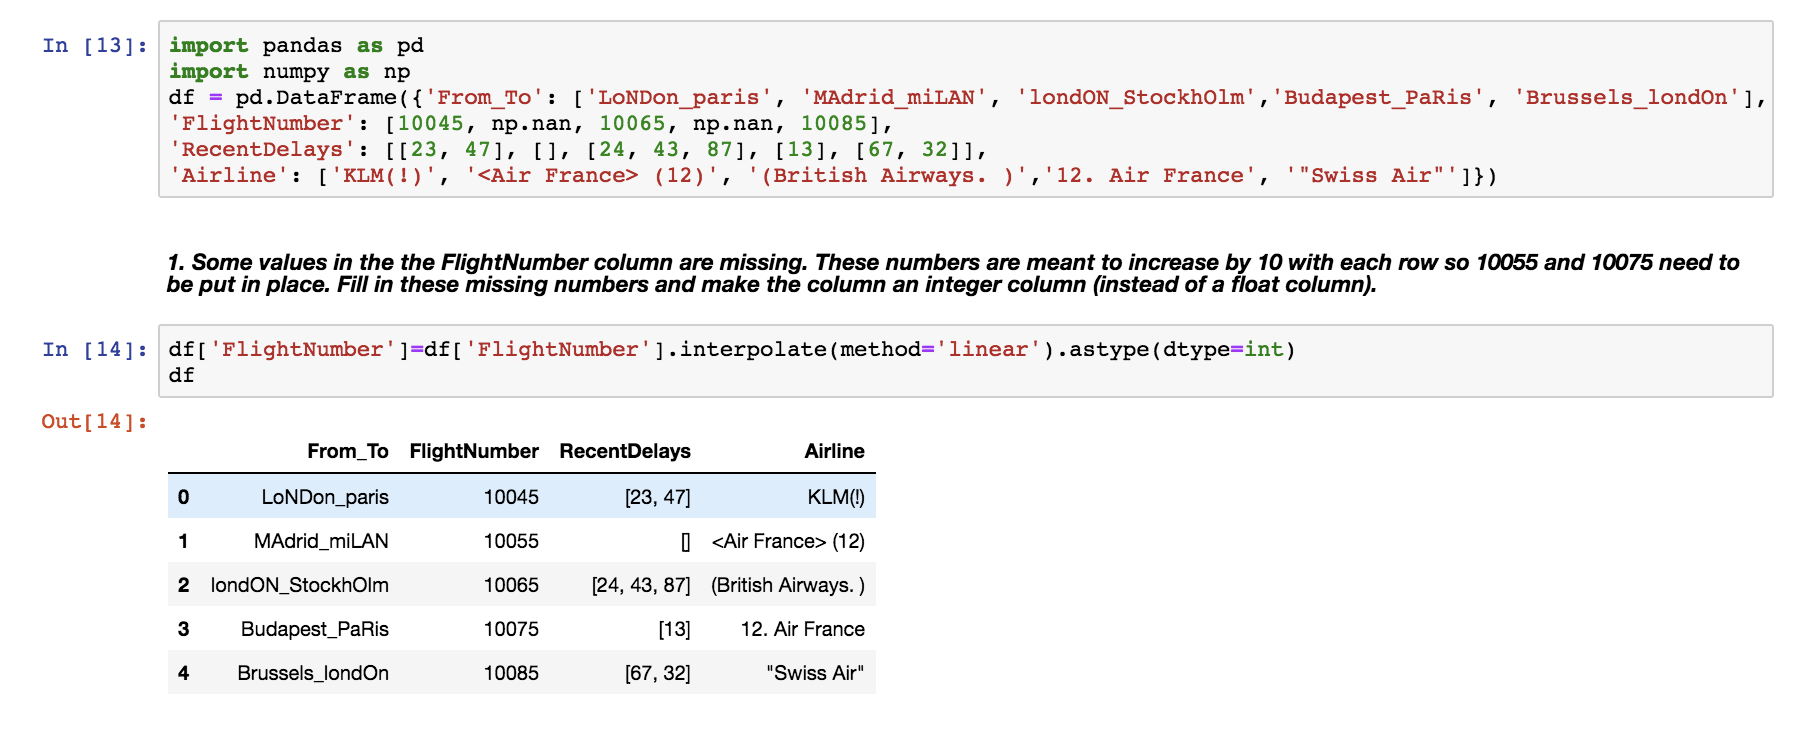 In [13]: import pandas as pd
import numpy as np
df = pd.DataFrame({'From_To': ['LoNDon_paris', 'MAdrid_miLAN', 'londON_StockhOlm','Budapest_PaRis', 'Brussels_londOn'],
'FlightNumber': [10045, np.nan, 10065, np.nan, 10085],
'RecentDelays': [[23, 47], [], [24, 43, 87], [13], [67, 32]],
'Airline': ['KLM(!)', '<Air France> (12)', '(British Airways. )','12. Air France', '"Swiss Air"']})
1. Some values in the the FlightNumber column are missing. These numbers are meant to increase by 10 with each row so 10055 and 10075 need to
be put in place. Fill in these missing numbers and make the column an integer column (instead of a float column).
In [14]: df['FlightNumber']=df['FlightNumber'].interpolate(method='linear').astype(dtype=int)
df
Out[14]:
From_To FlightNumber RecentDelays Airline
0 LoNDon_paris 10045 [23, 47] KLM(!)
1 MAdrid_miLAN 10055 [] <Air France> (12)
2 londON_StockhOlm 10065 [24, 43, 87] (British Airways. )
3 Budapest_PaRis 10075 [13] 12. Air France
4 Brussels_londOn 10085 [67, 32] "Swiss Air"